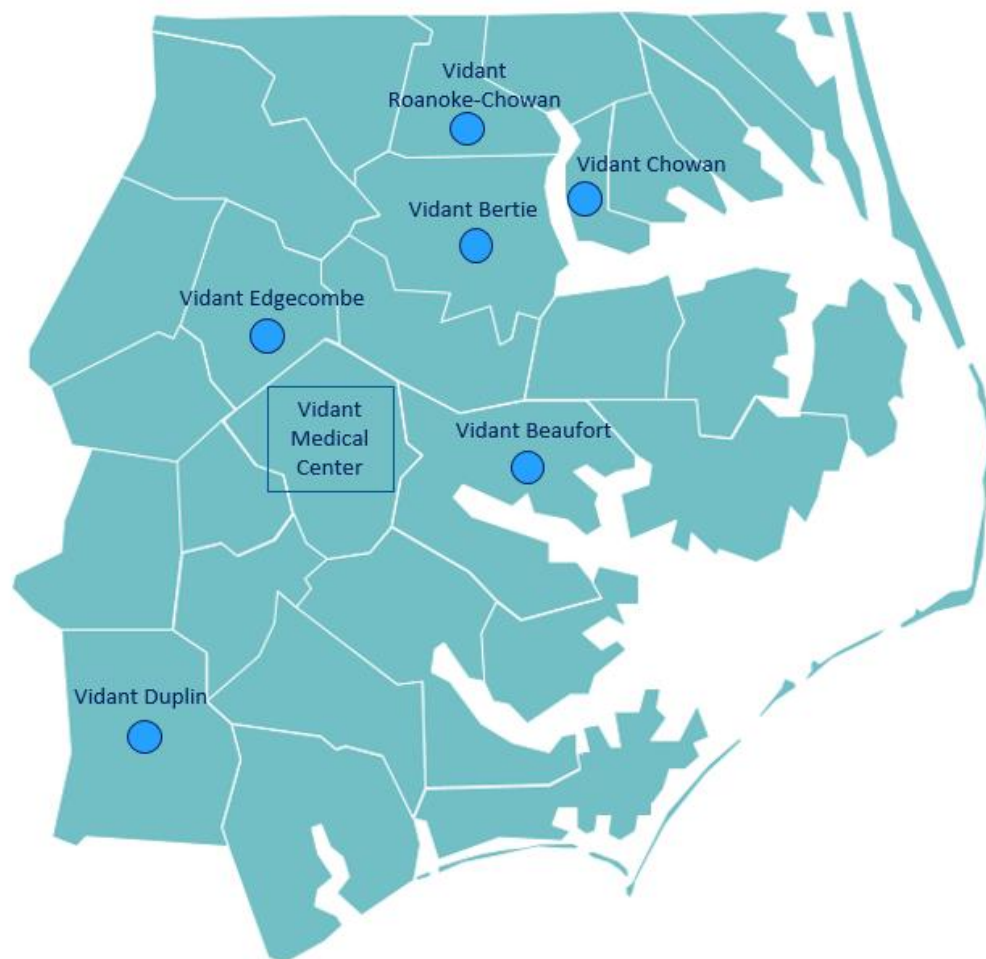 Vidant
Roanoke-Chowan
Vidant Chowan
Vidant Bertie
Vidant Edgecombe
Vidant
Medical
Center
Vidant Beaufort
Vidant Duplin